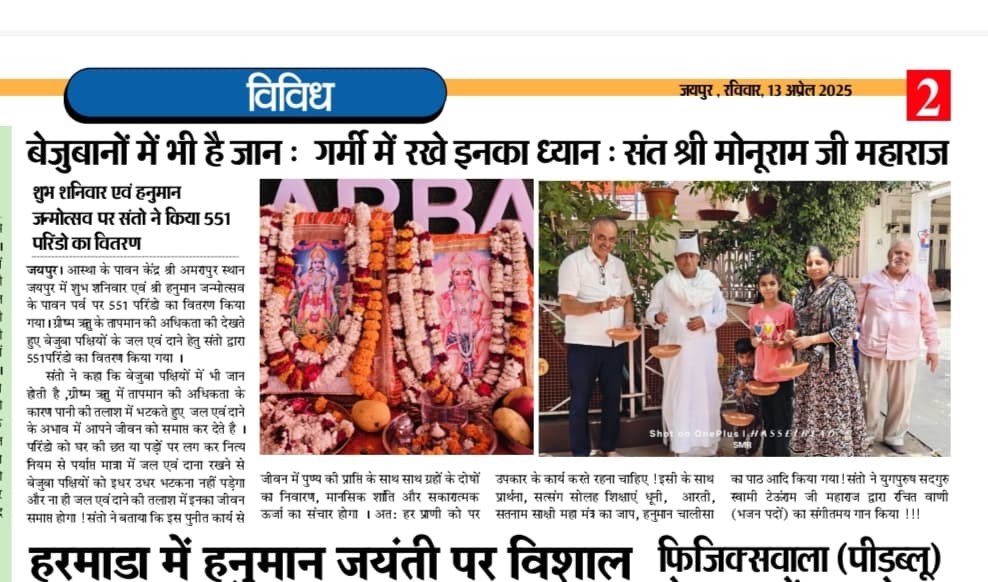 विविध
जयपुर , रविवार, 13 अप्रेल 2025
2
बेजुबानों में भी है जान : गर्मी में रखे इनका ध्यान : संत श्री मोनूराम जी महाराज
शुभ शनिवार एवं हनुमान
जन्मोत्सव पर संतो ने किया 551
परिंडो का वितरण
जयपुर। आस्था के पावन केंद्र श्री अमरापुर स्थान
जयपुर में शुभ शनिवार एवं श्री हनुमान जन्मोत्सव
के पावन पर्व पर 551 परिंडो का वितरण किया
गया।ग्रीष्म ऋतु के तापमान की अधिकता की देखते
हुए बेजुबा पक्षियों के जल एवं दाने हेतु संतो द्वारा
551परिंडो का वितरण किया गया ।
संतो ने कहा कि बेजुबा पक्षियों में भी जान
होती है ,ग्रीष्म ऋतु में तापमान की अधिकता के
कारण पानी की तलाश में भटकते हुए जल एवं दाने
के अभाव में आपने जीवन को समाप्त कर देते है ।
परिंडो को घर की छत या पड़ों पर लगा कर नित्य
नियम से पर्याप्त मात्रा में जल एवं दाना रखने से
बेजुबा पक्षियों को इधर उधर भटकना नहीं पड़ेगा
और ना ही जल एवं दाने की तलाश में इनका जीवन
समाप्त होगा !संतो ने बताया कि इस पुनीत कार्य से
ARBA
Shot on OnePlus | HASSELBLAD
SMR
जीवन में पुण्य की प्राप्ति के साथ साथ ग्रहों के दोषों
का निवारण, मानसिक शांति और सकारात्मक
ऊर्जा का संचार होगा । अत: हर प्राणी को पर
उपकार के कार्य करते रहना चाहिए !इसी के साथ
प्रार्थना, सत्संग सोलह शिक्षाएं धूनी, आरती,
सतनाम साक्षी महा मंत्र का जाप, हनुमान चालीसा
का पाठ आदि किया गया!संतो ने युगपुरुष सदगुरु
स्वामी टेऊंराम जी महाराज द्वारा रचित वाणी
(भजन पदों) का संगीतमय गान किया !!!
हरमाडा में हनुमान जयंती पर विशाल
फिजिक्सवाला (पीडब्लू)